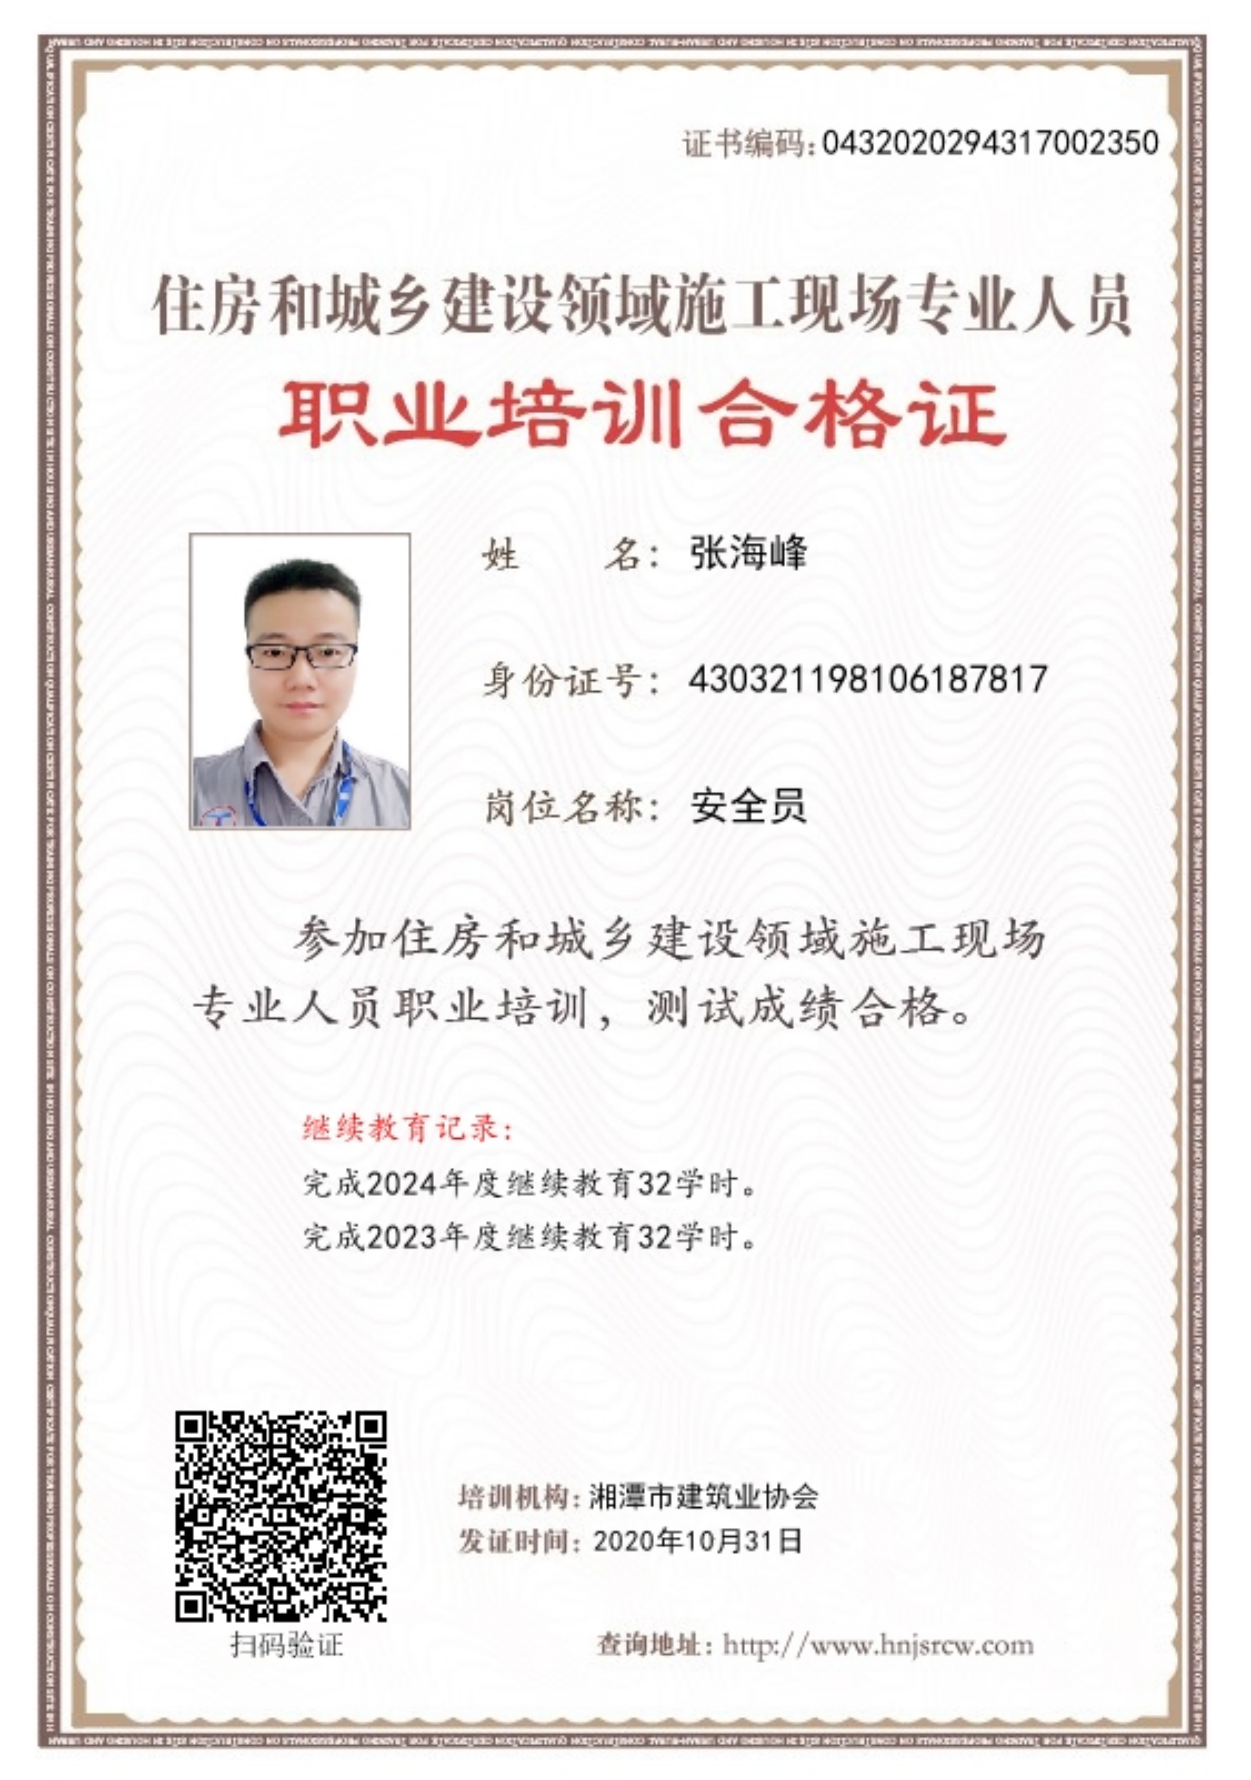 证书编码:0432020294317002350
住房和城乡建设领域施工现场专业人员
职业培训合格证
姓 名: 张海峰
身份证号: 430321198106187817
岗位名称: 安全员
参加住房和城乡建设领域施工现场
专业人员职业培训，测试成绩合格。
继续教育记录:
完成2024年度继续教育32学时。
完成2023年度继续教育32学时。
培训机构: 湘潭市建筑业协会
发证时间: 2020年10月31日
扫码验证
查询地址: http://www.hnjsrcw.com